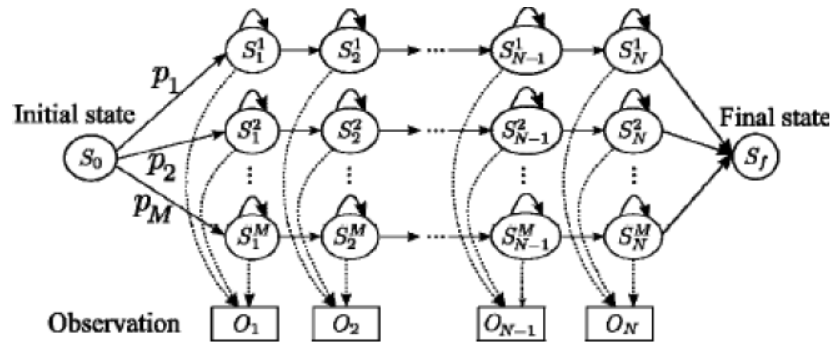 S_1^1 S_2^1 ... S_{N-1}^1 S_N^1
p_1
Initial state Final state
S_0 p_2 S_1^2 S_2^2 ... S_{N-1}^2 S_N^2 S_f
p_M
S_1^M S_2^M ... S_{N-1}^M S_N^M
Observation O_1 O_2 O_{N-1} O_N